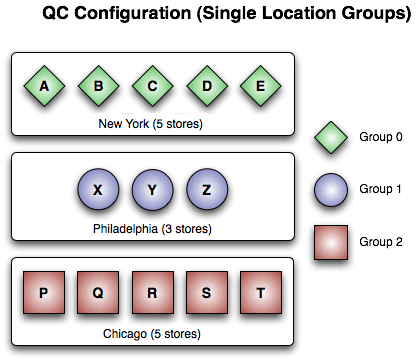 QC Configuration (Single Location Groups)
A B C D E
New York (5 stores)
Group 0
X Y Z
Group 1
Philadelphia (3 stores)
Group 2
P Q R S T
Chicago (5 stores)